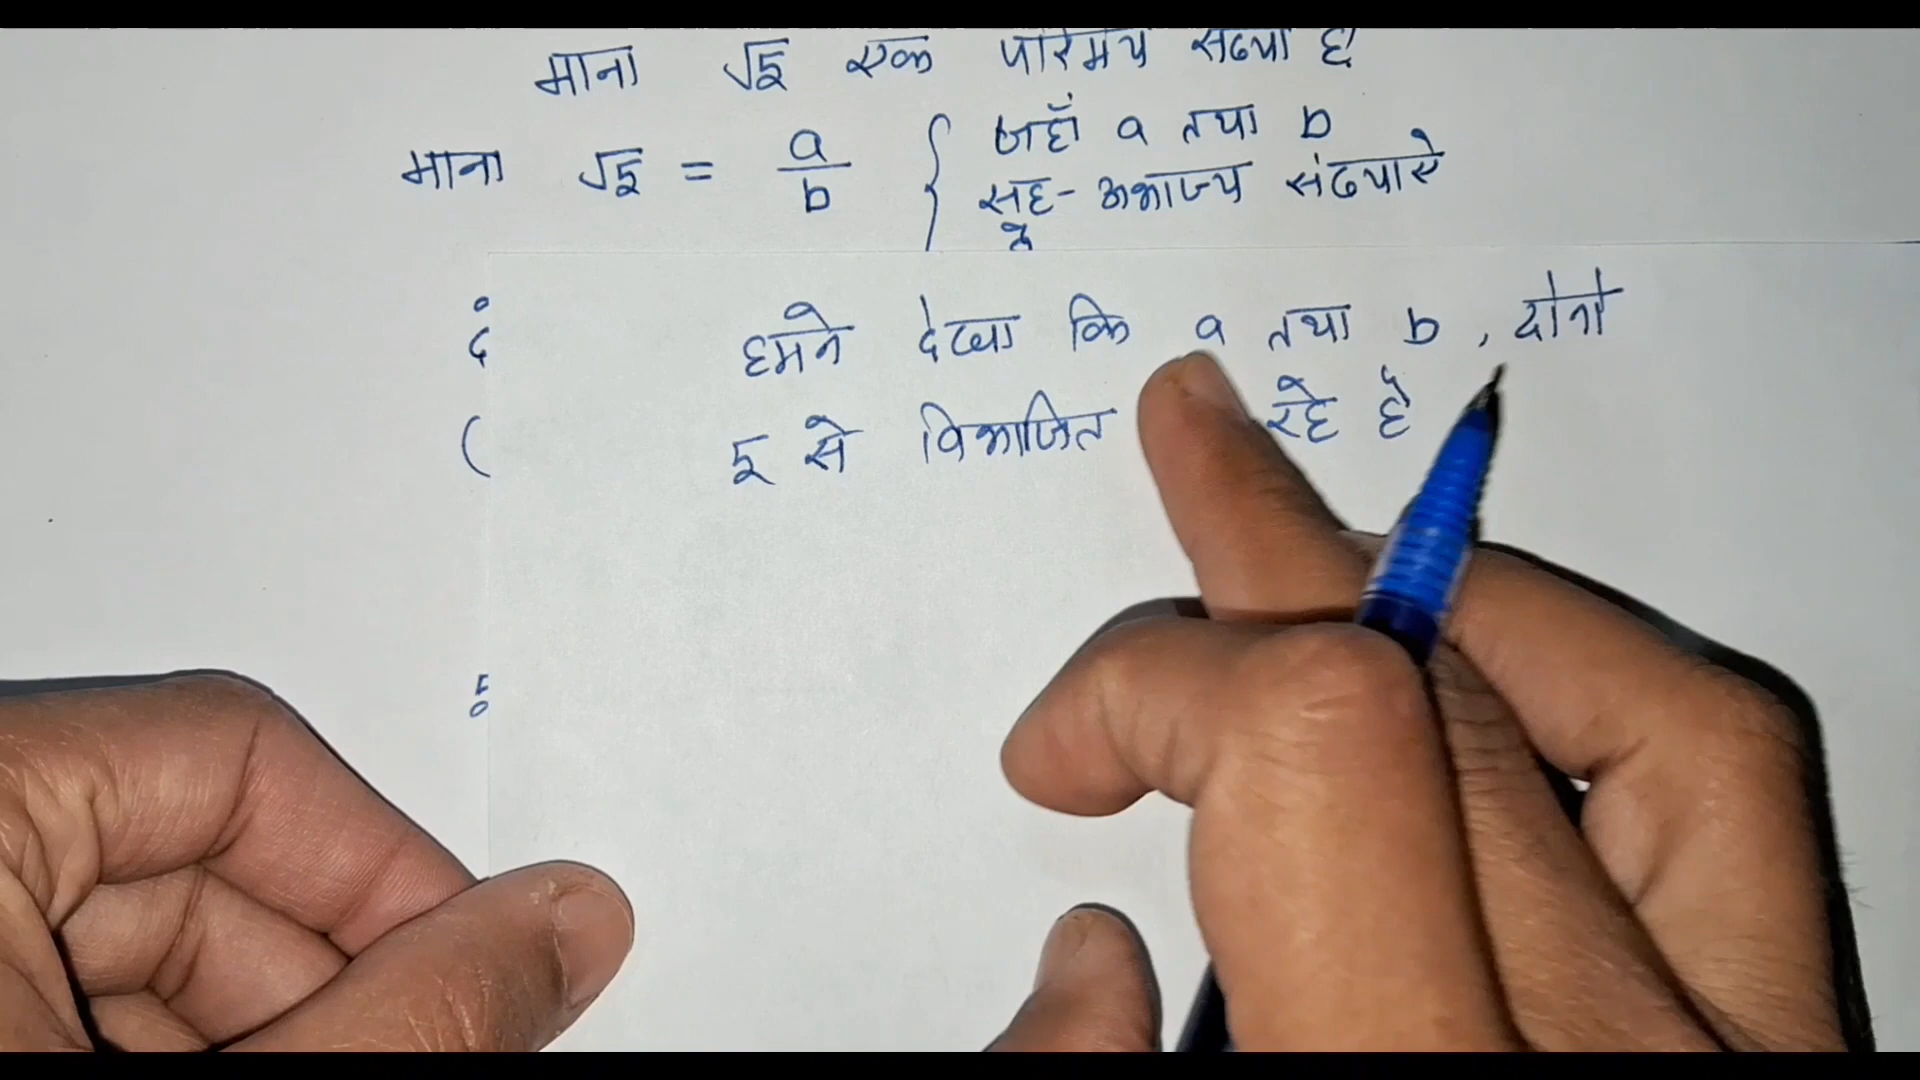 माना √5 एक परिमेय संख्या है
माना √5 = a/b { जहाँ a तथा b
सह-अभाज्य संख्याऐ
हमने देखा कि a तथा b, दोनो
5 से विभाजित रहे है